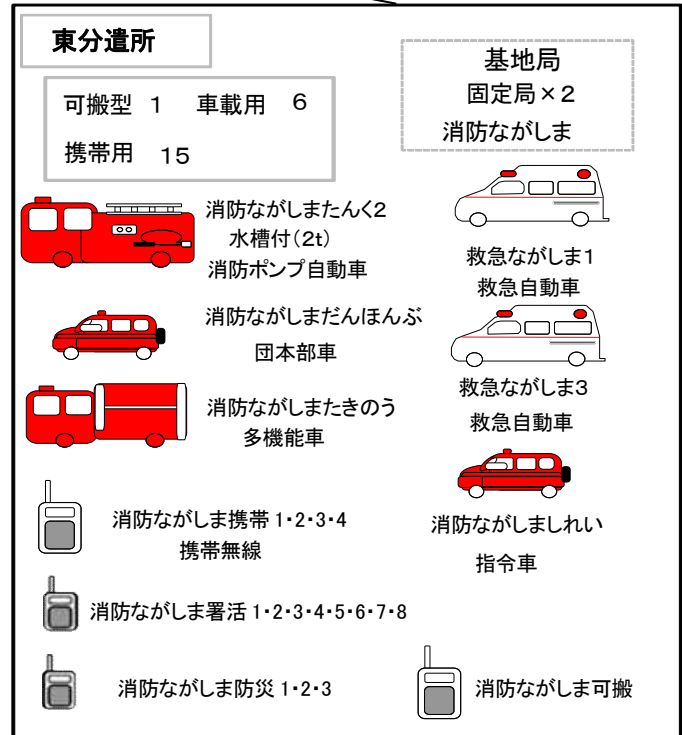 東分遣所
可搬型 1 車載用 6
携帯用 15
基地局
固定局×2
消防ながしま
消防ながしまたんく2
水槽付(2t)
消防ポンプ自動車
救急ながしま1
救急自動車
消防ながしまだんほんぶ
団本部車
救急ながしま3
救急自動車
消防ながしまたきのう
多機能車
消防ながしましれい
指令車
消防ながしま携帯 1・2・3・4
携帯無線
消防ながしま署活 1・2・3・4・5・6・7・8
消防ながしま防災 1・2・3
消防ながしま可搬